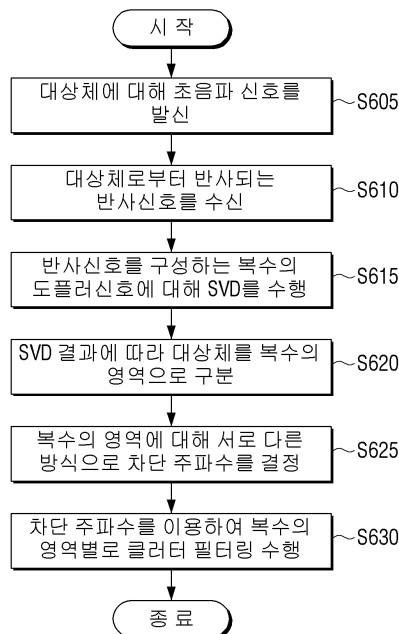 시 작
대상체에 대해 초음파 신호를
발신
S605
대상체로부터 반사되는
반사신호를 수신
S610
반사신호를 구성하는 복수의
도플러신호에 대해 SVD를 수행
S615
SVD 결과에 따라 대상체를 복수의
영역으로 구분
S620
복수의 영역에 대해 서로 다른
방식으로 차단 주파수를 결정
S625
차단 주파수를 이용하여 복수의
영역별로 클러터 필터링 수행
S630
종 료